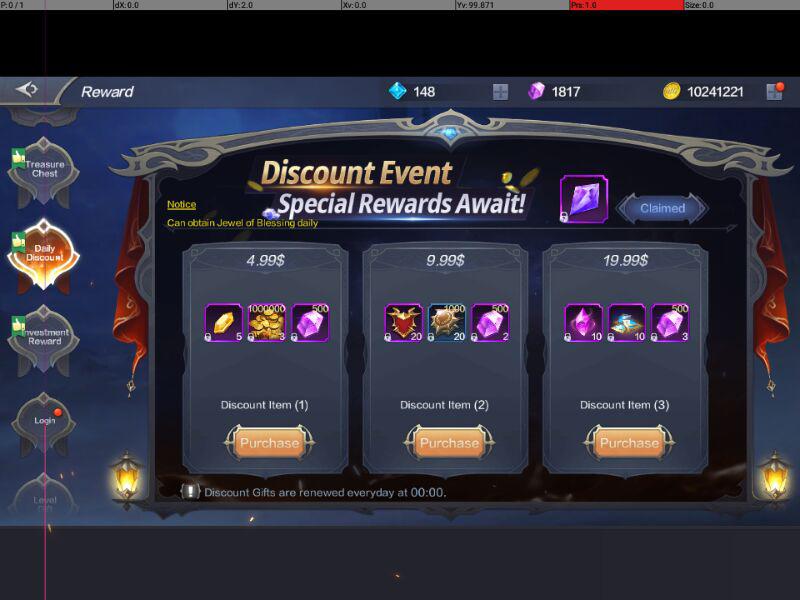 P: 0 / 1
dX: 0.0
dY: 2.0
Xv: 0.0
Yv: 99.871
Prs: 1.0
Size: 0.0
Reward
148
1817
10241221
Treasure
Chest
Daily
Discount
Investment
Reward
Login
Level
Discount Event
Special Rewards Await!
Notice
Can obtain Jewel of Blessing daily
Claimed
4.99$
5
1000000
3
500
Discount Item (1)
Purchase
9.99$
20
1000
20
500
2
Discount Item (2)
Purchase
19.99$
10
10
500
3
Discount Item (3)
Purchase
! Discount Gifts are renewed everyday at 00:00.